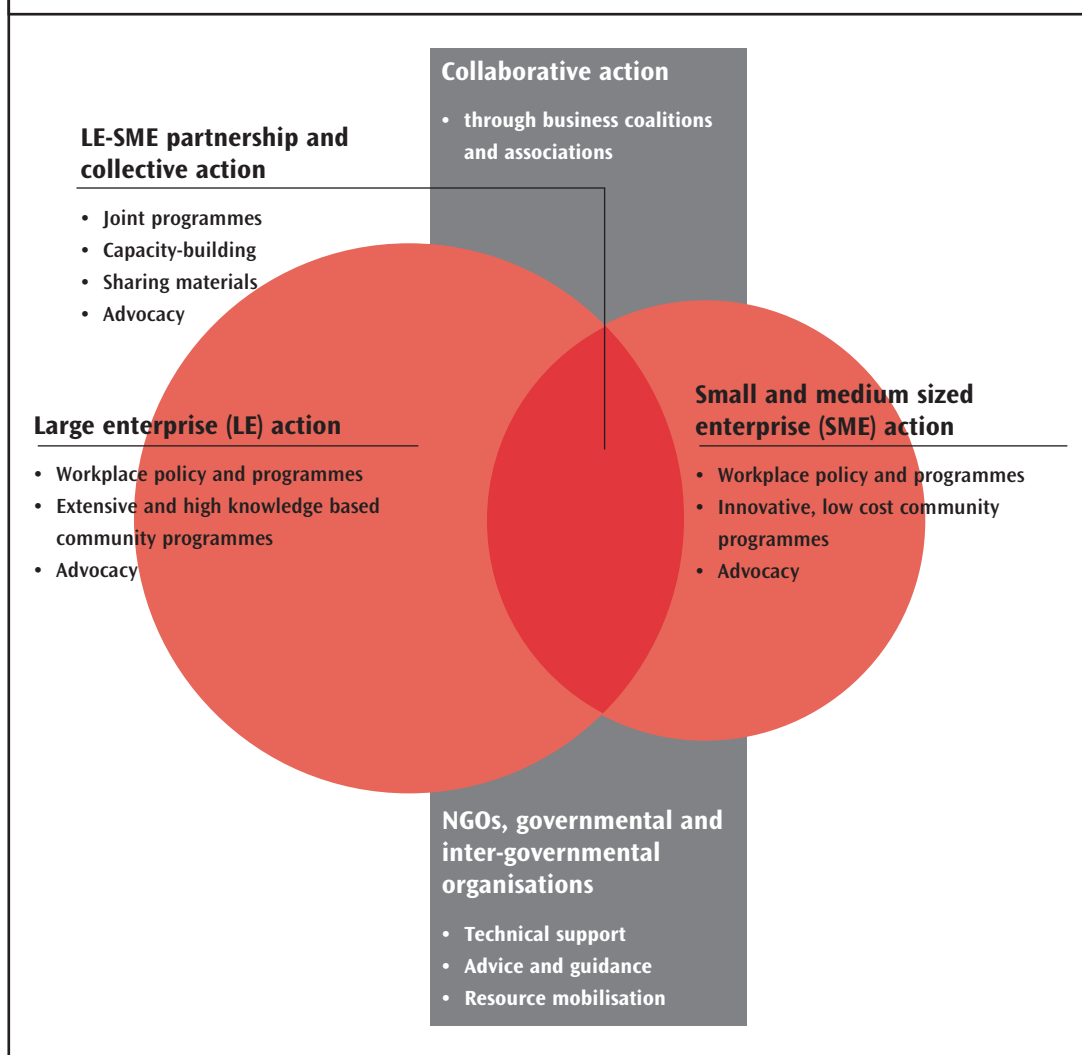 Collaborative action
• through business coalitions
and associations
LE-SME partnership and
collective action
• Joint programmes
• Capacity-building
• Sharing materials
• Advocacy
Large enterprise (LE) action
• Workplace policy and programmes
• Extensive and high knowledge based
community programmes
• Advocacy
Small and medium sized
enterprise (SME) action
• Workplace policy and programmes
• Innovative, low cost community
programmes
• Advocacy
NGOs, governmental and
inter-governmental
organisations
• Technical support
• Advice and guidance
• Resource mobilisation